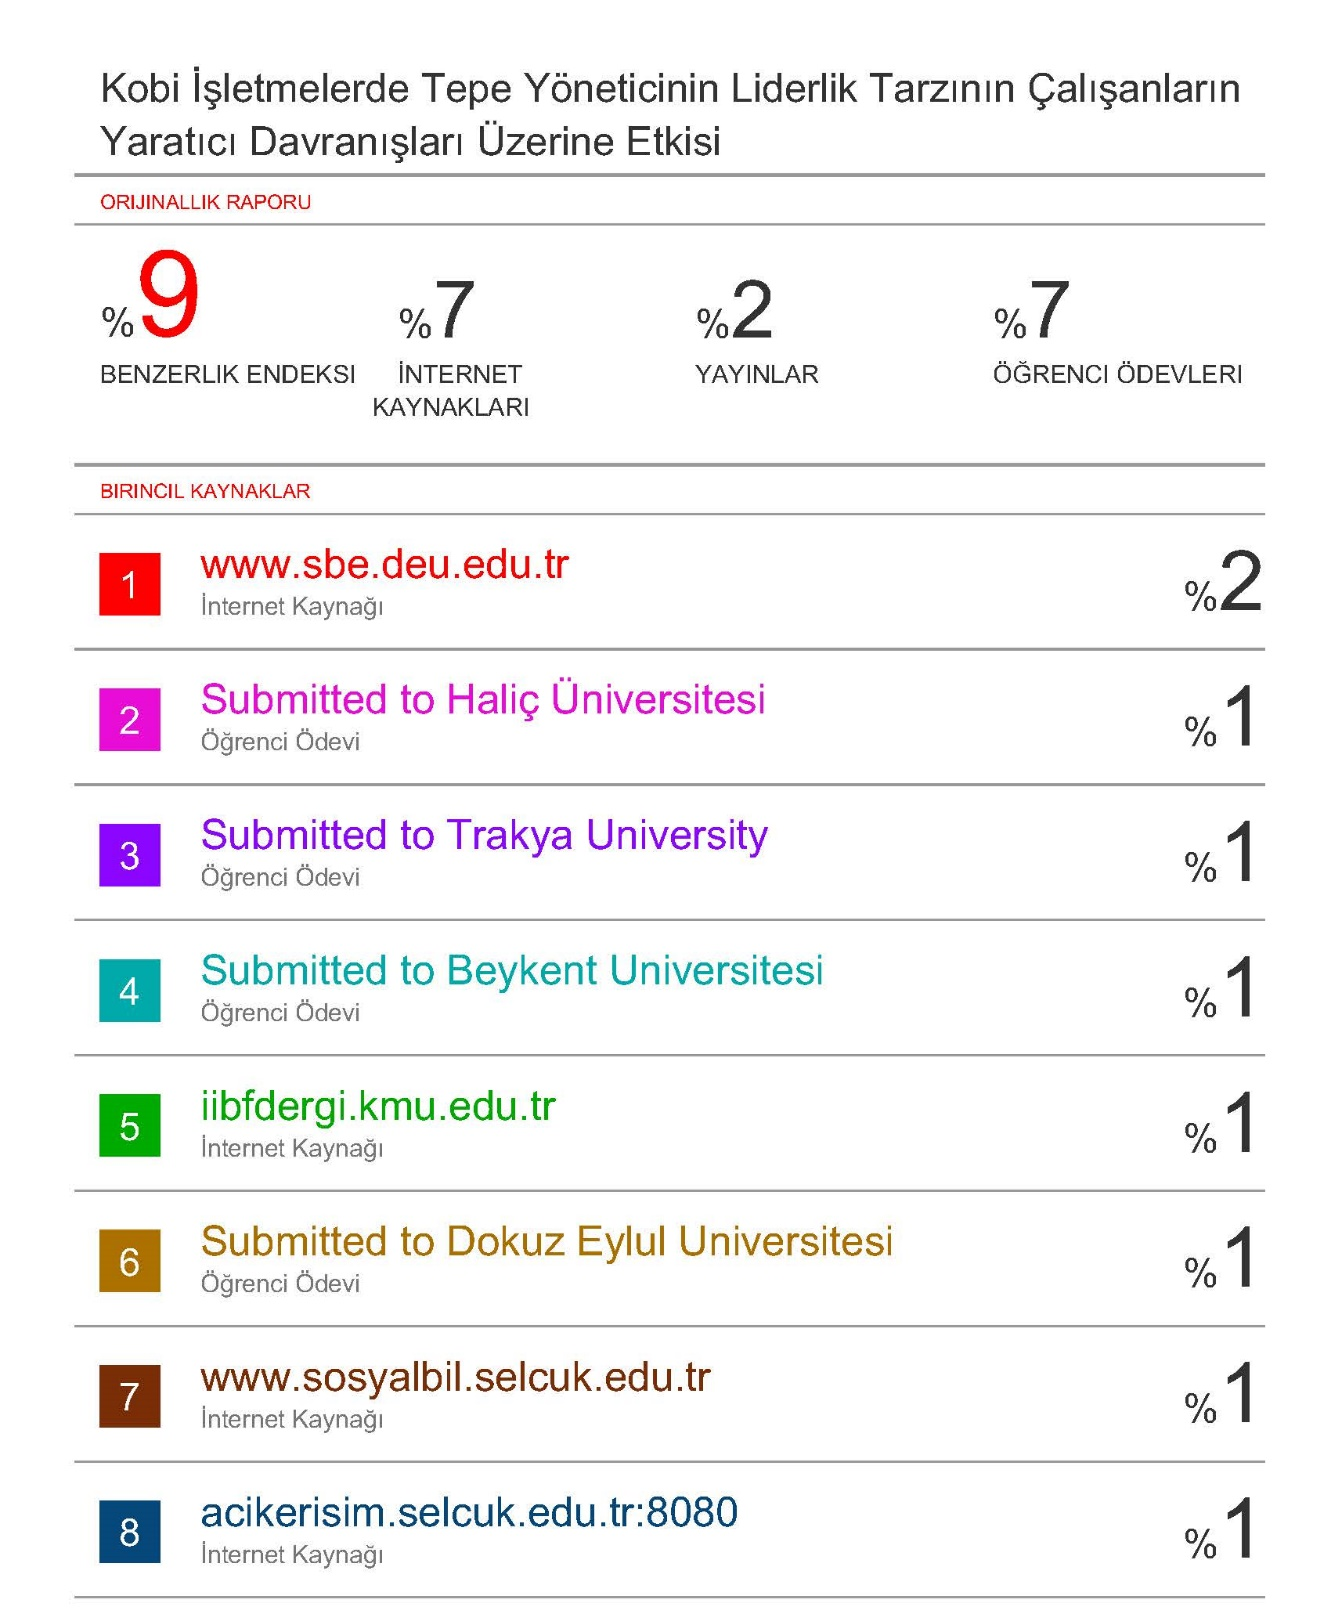 Kobi İşletmelerde Tepe Yöneticinin Liderlik Tarzının Çalışanların
Yaratıcı Davranışları Üzerine Etkisi
ORIJINALLIK RAPORU
%9
BENZERLIK ENDEKSI
%7
İNTERNET
KAYNAKLARI
%2
YAYINLAR
%7
ÖĞRENCI ÖDEVLERI
BIRINCIL KAYNAKLAR
1
www.sbe.deu.edu.tr
İnternet Kaynağı
%2
2
Submitted to Haliç Üniversitesi
Öğrenci Ödevi
%1
3
Submitted to Trakya University
Öğrenci Ödevi
%1
4
Submitted to Beykent Universitesi
Öğrenci Ödevi
%1
5
iibfdergi.kmu.edu.tr
İnternet Kaynağı
%1
6
Submitted to Dokuz Eylul Universitesi
Öğrenci Ödevi
%1
7
www.sosyalbil.selcuk.edu.tr
İnternet Kaynağı
%1
8
acikerisim.selcuk.edu.tr:8080
İnternet Kaynağı
%1